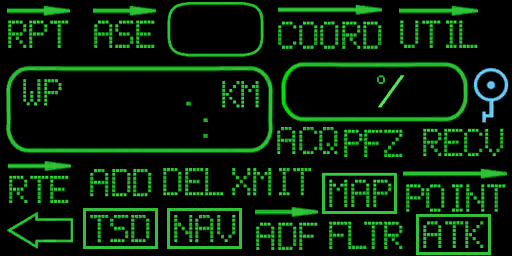 RPT ASE COORD UTIL
WP KM °/
ACQ PFZ RECV
RTE ADD DEL XMIT MAP POINT
TSD NAV ADF FLTR ATK